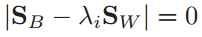 |S_B − λ_i S_W| = 0